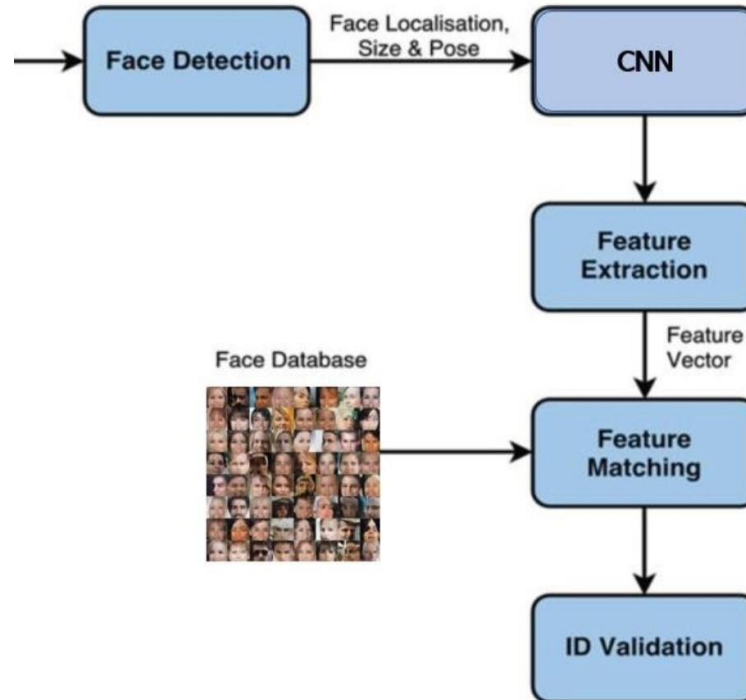 Face Detection
Face Localisation,
Size & Pose
CNN
Feature
Extraction
Feature
Vector
Face Database
Feature
Matching
ID Validation